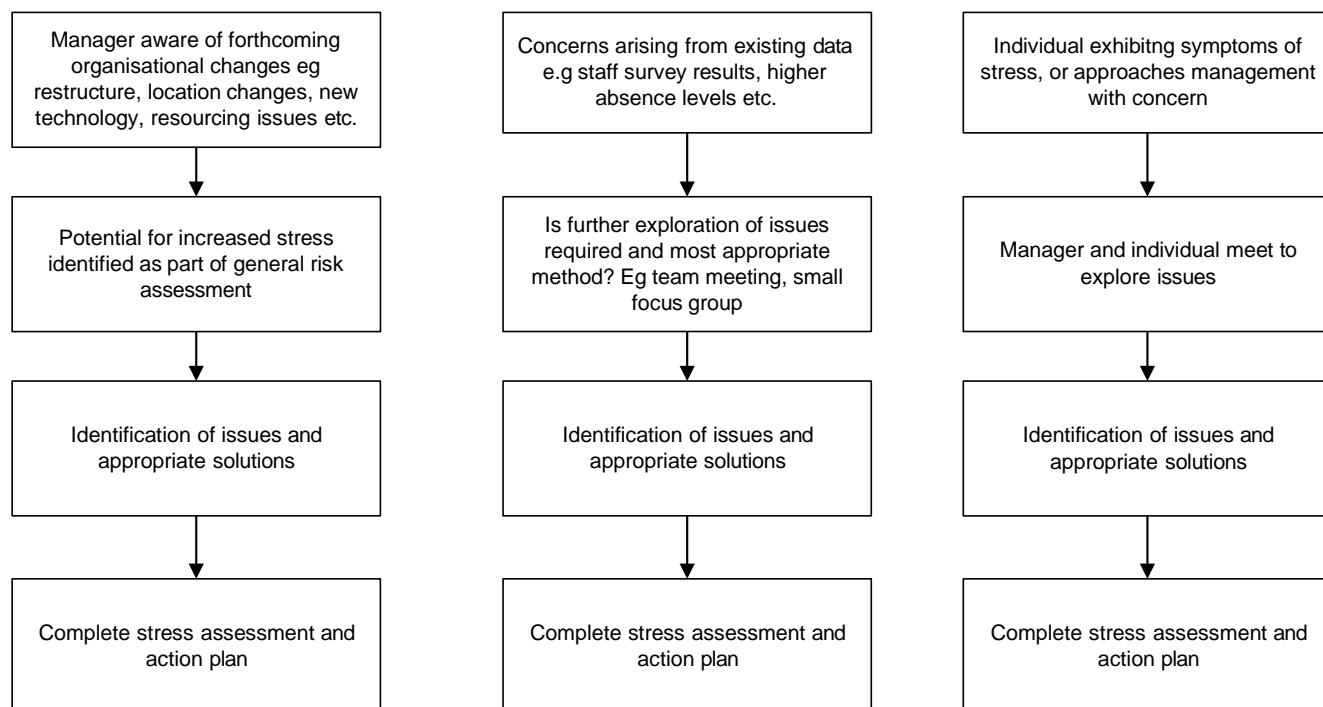 Manager aware of forthcoming
organisational changes eg
restructure, location changes, new
technology, resourcing issues etc.
Potential for increased stress
identified as part of general risk
assessment
Identification of issues and
appropriate solutions
Complete stress assessment and
action plan
Concerns arising from existing data
e.g staff survey results, higher
absence levels etc.
Is further exploration of issues
required and most appropriate
method? Eg team meeting, small
focus group
Identification of issues and
appropriate solutions
Complete stress assessment and
action plan
Individual exhibitng symptoms of
stress, or approaches management
with concern
Manager and individual meet to
explore issues
Identification of issues and
appropriate solutions
Complete stress assessment and
action plan